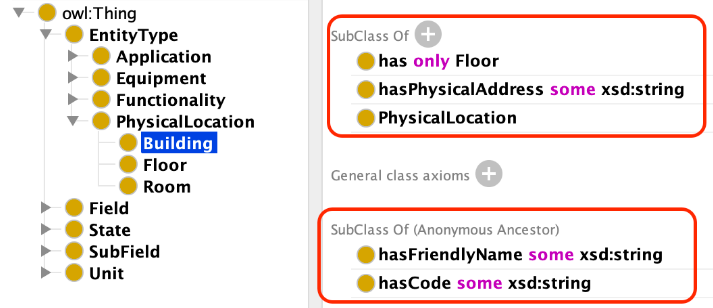 owl:Thing
EntityType
Application
Equipment
Functionality
PhysicalLocation
Building
Floor
Room
Field
State
SubField
Unit
SubClass Of
has only Floor
hasPhysicalAddress some xsd:string
PhysicalLocation
General class axioms
SubClass Of (Anonymous Ancestor)
hasFriendlyName some xsd:string
hasCode some xsd:string